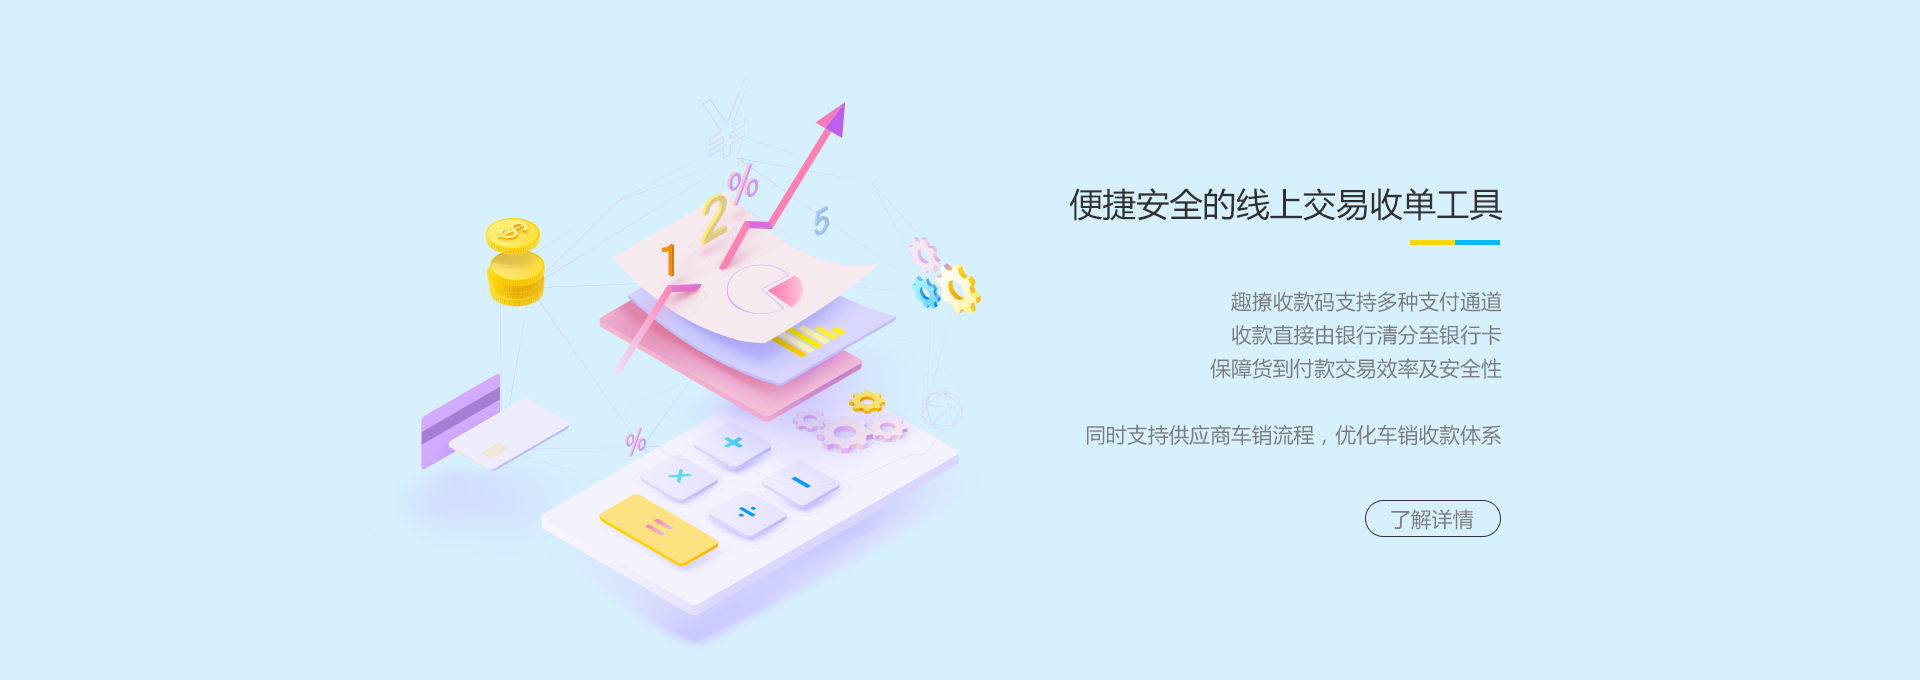 ¥
%
2
5
1
%
+
×
−
÷
=
便捷安全的线上交易收单工具
趣撩收款码支持多种支付通道
收款直接由银行清分至银行卡
保障货到付款交易效率及安全性
同时支持供应商车销流程，优化车销收款体系
了解详情